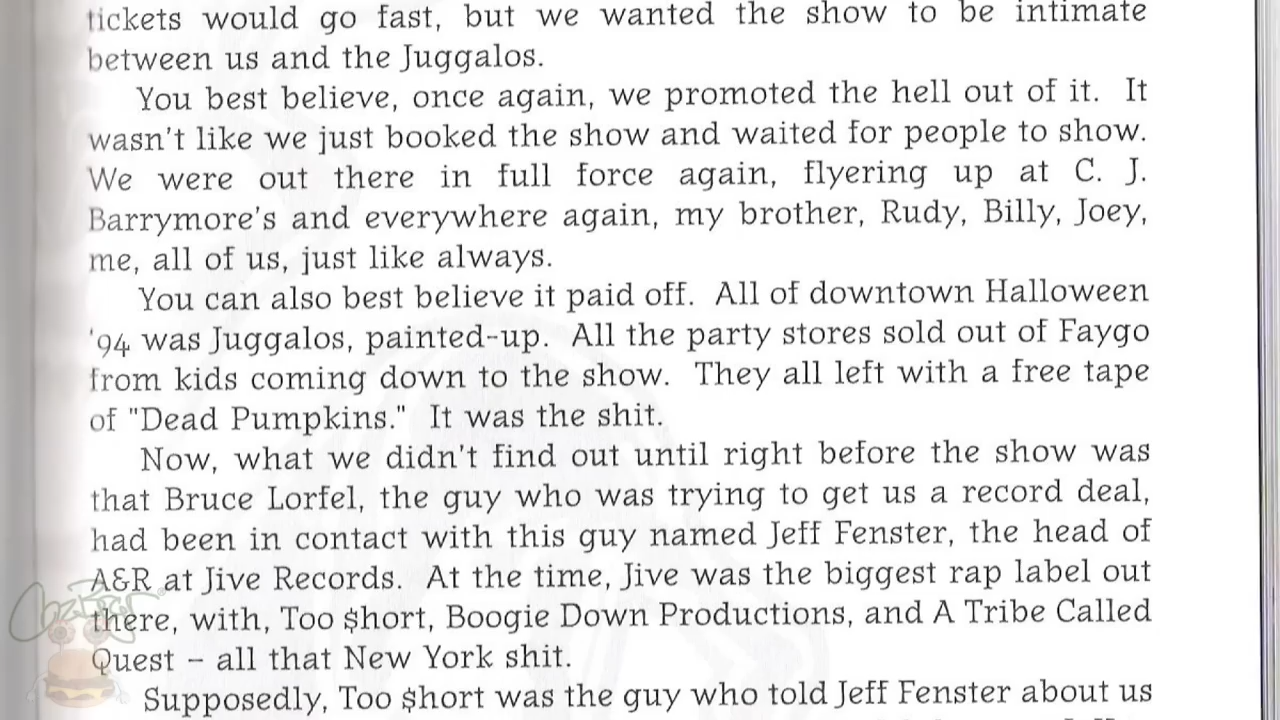 tickets would go fast, but we wanted the show to be intimate
between us and the Juggalos.
You best believe, once again, we promoted the hell out of it. It
wasn't like we just booked the show and waited for people to show.
We were out there in full force again, flyering up at C. J.
Barrymore's and everywhere again, my brother, Rudy, Billy, Joey,
me, all of us, just like always.
You can also best believe it paid off. All of downtown Halloween
'94 was Juggalos, painted-up. All the party stores sold out of Faygo
from kids coming down to the show. They all left with a free tape
of "Dead Pumpkins." It was the shit.
Now, what we didn't find out until right before the show was
that Bruce Lorfel, the guy who was trying to get us a record deal,
had been in contact with this guy named Jeff Fenster, the head of
A&R at Jive Records. At the time, Jive was the biggest rap label out
there, with, Too $hort, Boogie Down Productions, and A Tribe Called
Quest – all that New York shit.
Supposedly, Too $hort was the guy who told Jeff Fenster about us